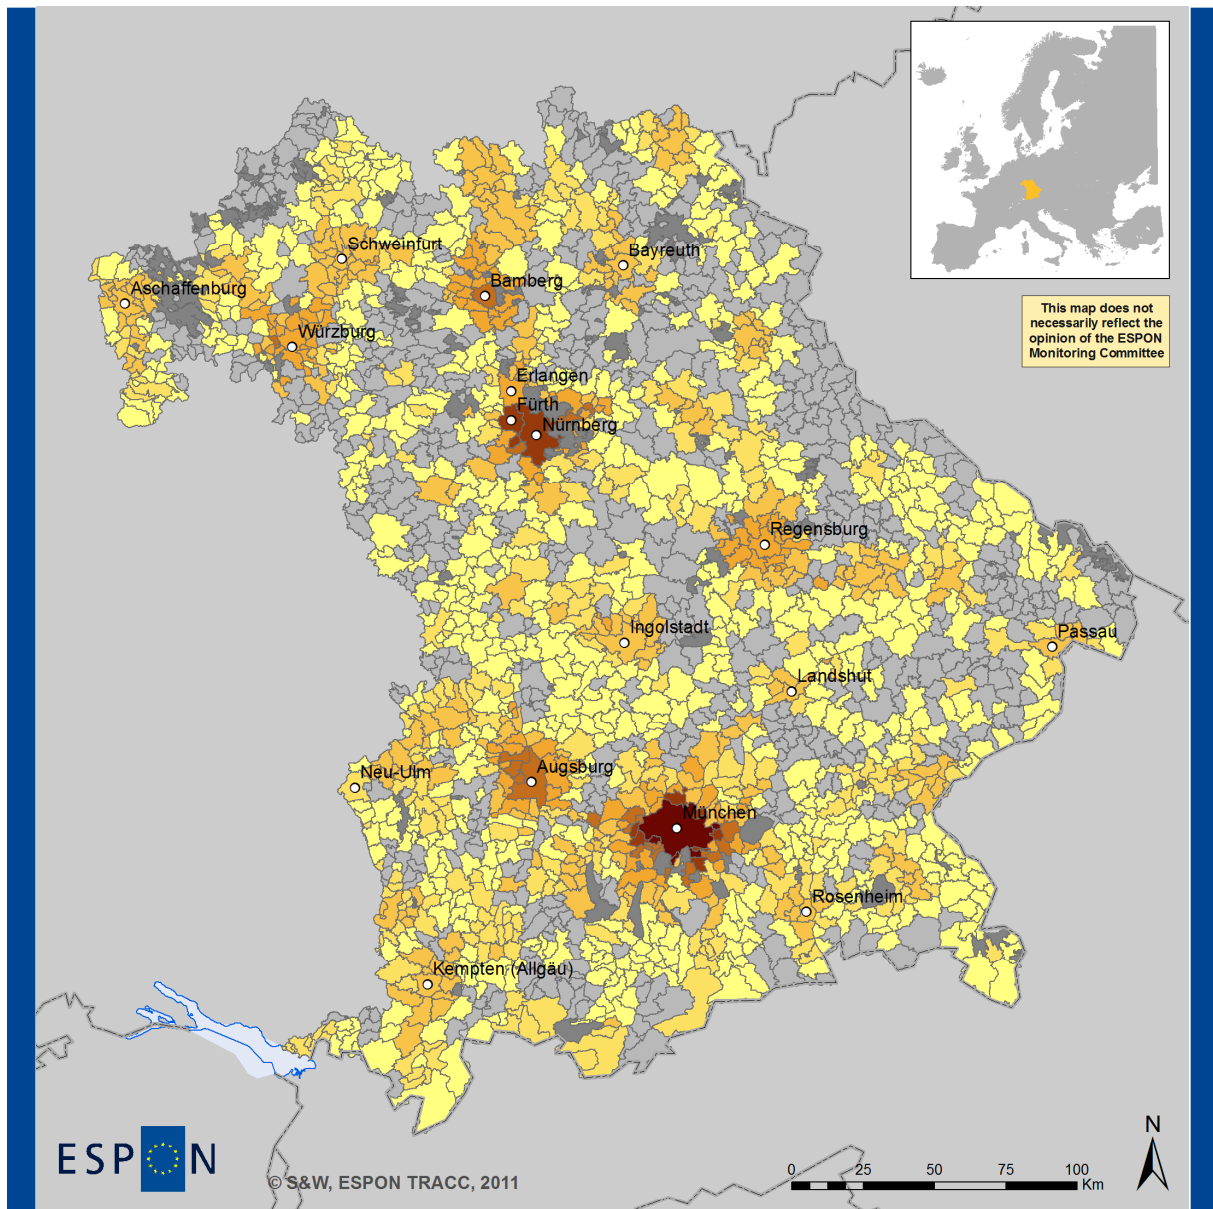 This map does not
necessarily reflect the
opinion of the ESPON
Monitoring Committee
Schweinfurt
Bayreuth
Aschaffenburg
Bamberg
Würzburg
Erlangen
Fürth
Nürnberg
Regensburg
Ingolstadt
Passau
Landshut
Neu-Ulm
Augsburg
München
Rosenheim
Kempten (Allgäu)
ESPON
© S&W, ESPON TRACC, 2011
N
0 25 50 75 100
Km